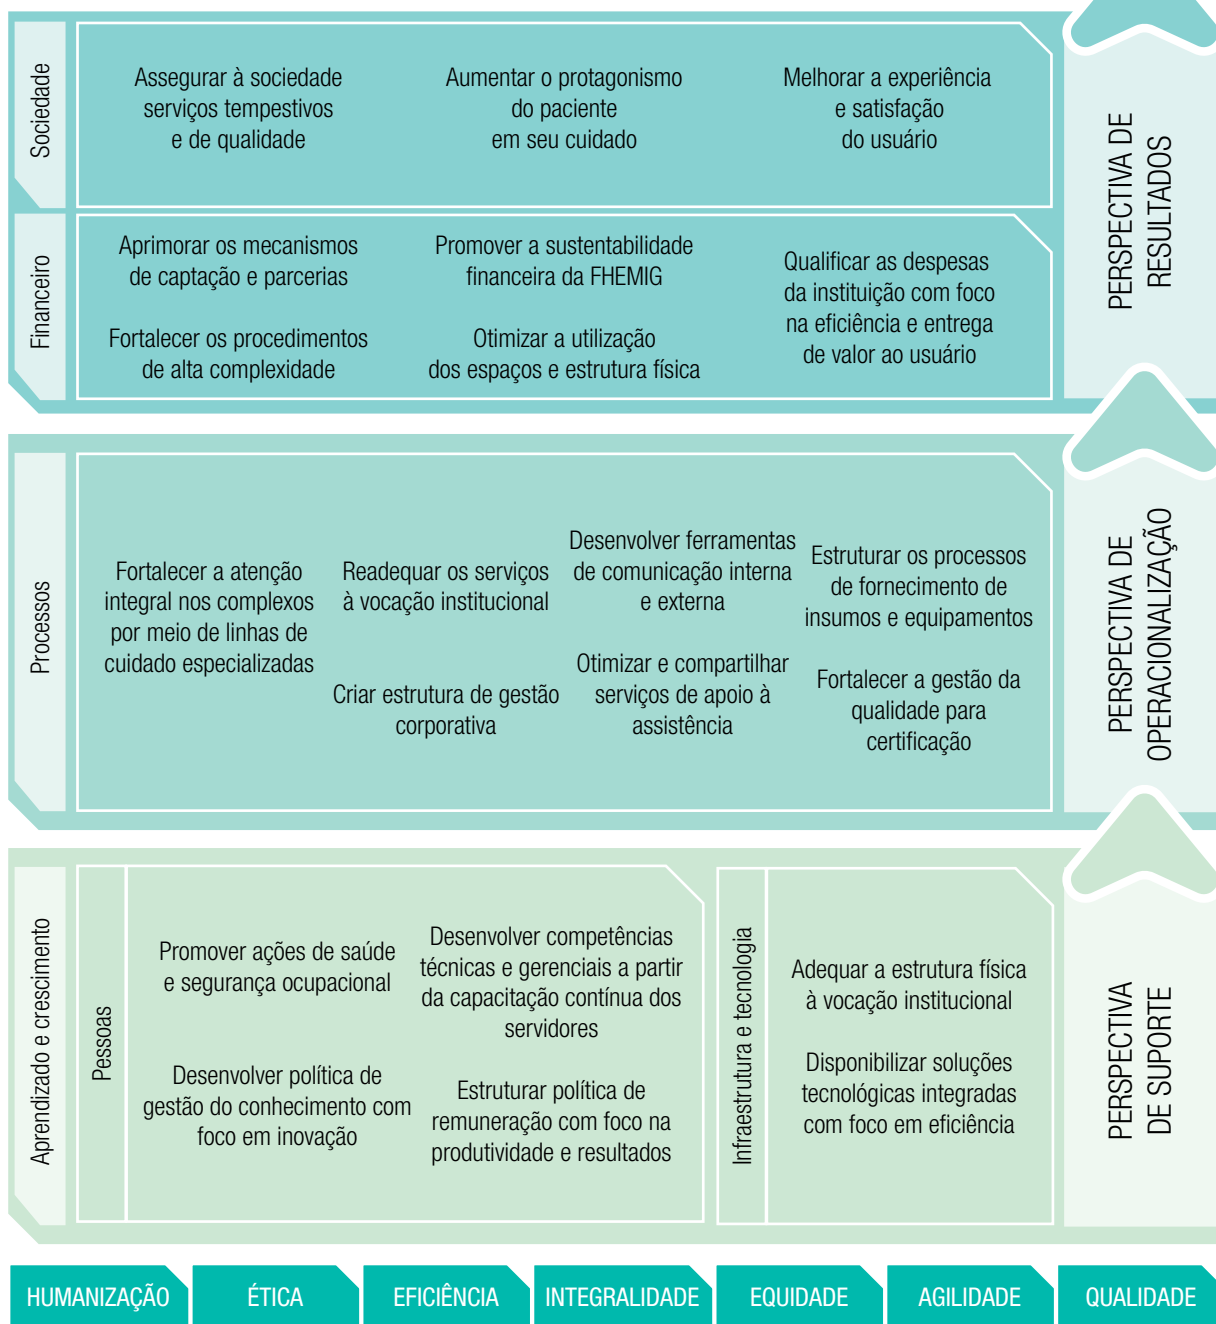 Sociedade
Assegurar à sociedade
serviços tempestivos
e de qualidade
Aumentar o protagonismo
do paciente
em seu cuidado
Melhorar a experiência
e satisfação
do usuário
Financeiro
Aprimorar os mecanismos
de captação e parcerias
Fortalecer os procedimentos
de alta complexidade
Promover a sustentabilidade
financeira da FHEMIG
Otimizar a utilização
dos espaços e estrutura física
Qualificar as despesas
da instituição com foco
na eficiência e entrega
de valor ao usuário
PERSPECTIVA DE
RESULTADOS
Processos
Fortalecer a atenção
integral nos complexos
por meio de linhas de
cuidado especializadas
Readequar os serviços
à vocação institucional
Criar estrutura de gestão
corporativa
Desenvolver ferramentas
de comunicação interna
e externa
Otimizar e compartilhar
serviços de apoio à
assistência
Estruturar os processos
de fornecimento de
insumos e equipamentos
Fortalecer a gestão da
qualidade para
certificação
PERSPECTIVA DE
OPERACIONALIZAÇÃO
Aprendizado e crescimento
Pessoas
Promover ações de saúde
e segurança ocupacional
Desenvolver política de
gestão do conhecimento com
foco em inovação
Desenvolver competências
técnicas e gerenciais a partir
da capacitação contínua dos
servidores
Estruturar política de
remuneração com foco na
produtividade e resultados
Infraestrutura e tecnologia
Adequar a estrutura física
à vocação institucional
Disponibilizar soluções
tecnológicas integradas
com foco em eficiência
PERSPECTIVA
DE SUPORTE
HUMANIZAÇÃO
ÉTICA
EFICIÊNCIA
INTEGRALIDADE
EQUIDADE
AGILIDADE
QUALIDADE